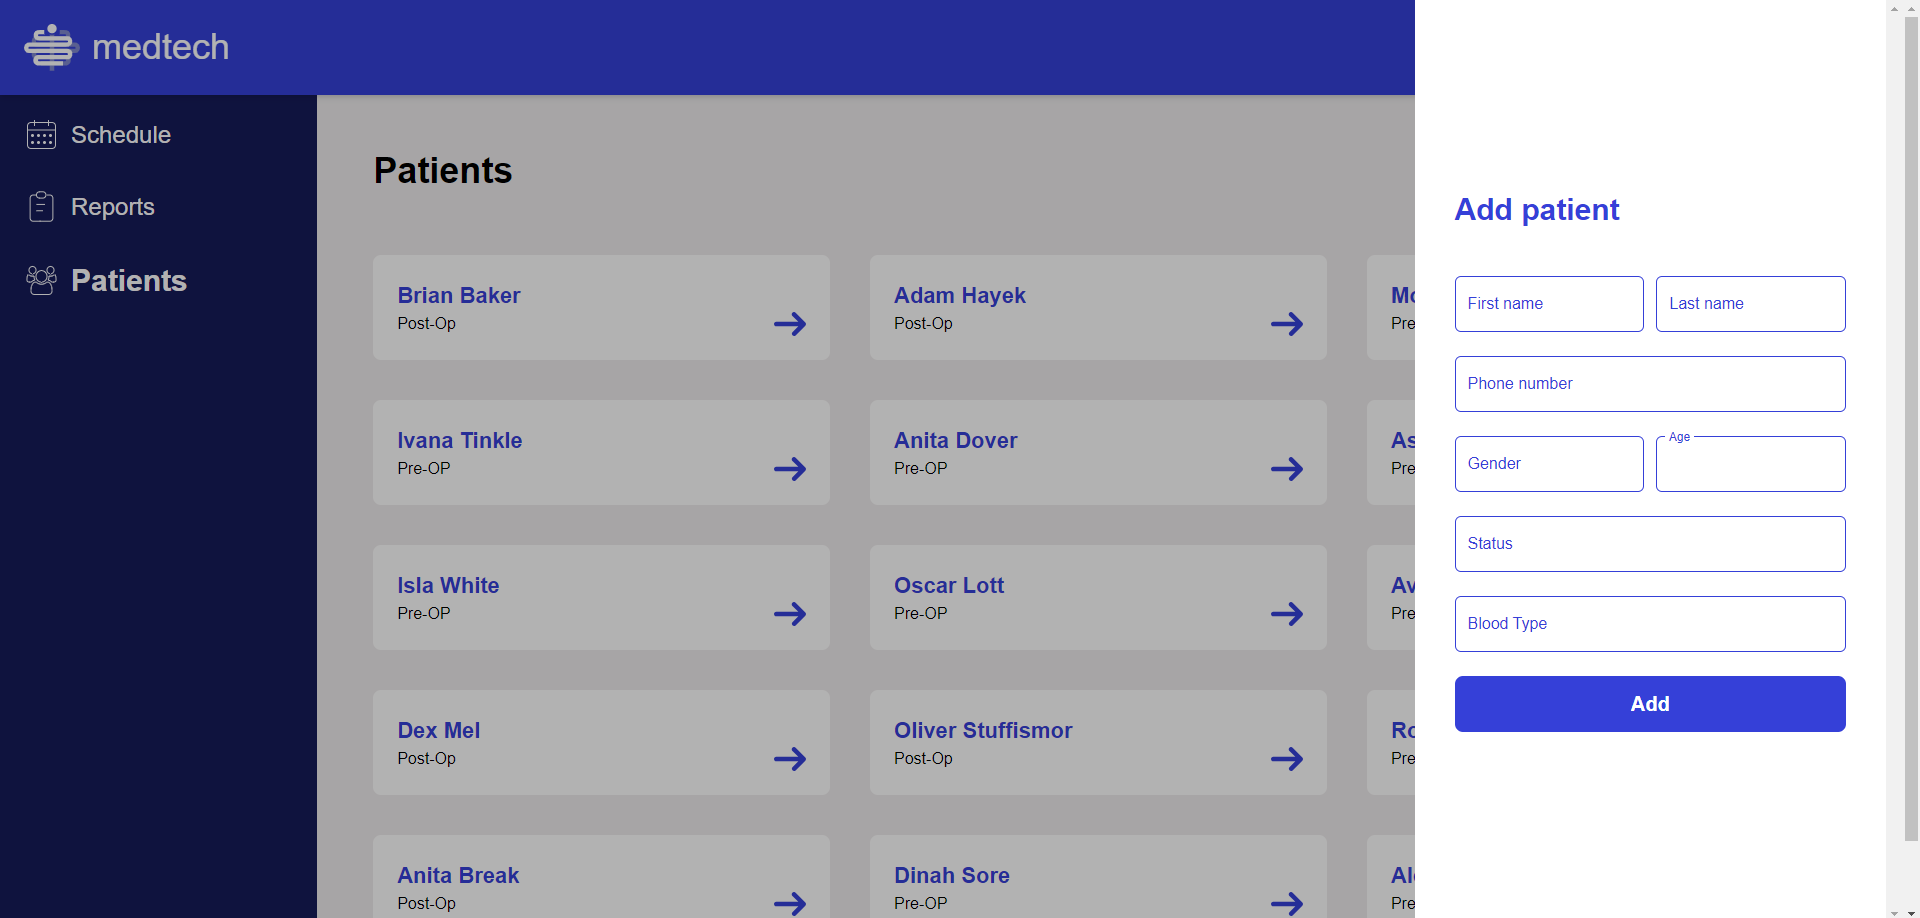 medtech
Schedule
Reports
Patients
Patients
Brian Baker
Post-Op
Adam Hayek
Post-Op
Mo
Pre
Ivana Tinkle
Pre-OP
Anita Dover
Pre-OP
As
Pre
Isla White
Pre-OP
Oscar Lott
Pre-OP
Av
Pre
Dex Mel
Post-Op
Oliver Stuffismor
Post-Op
Ro
Pre
Anita Break
Post-Op
Dinah Sore
Pre-OP
Pre
Add patient
First name
Last name
Phone number
Gender
Age
Status
Blood Type
Add